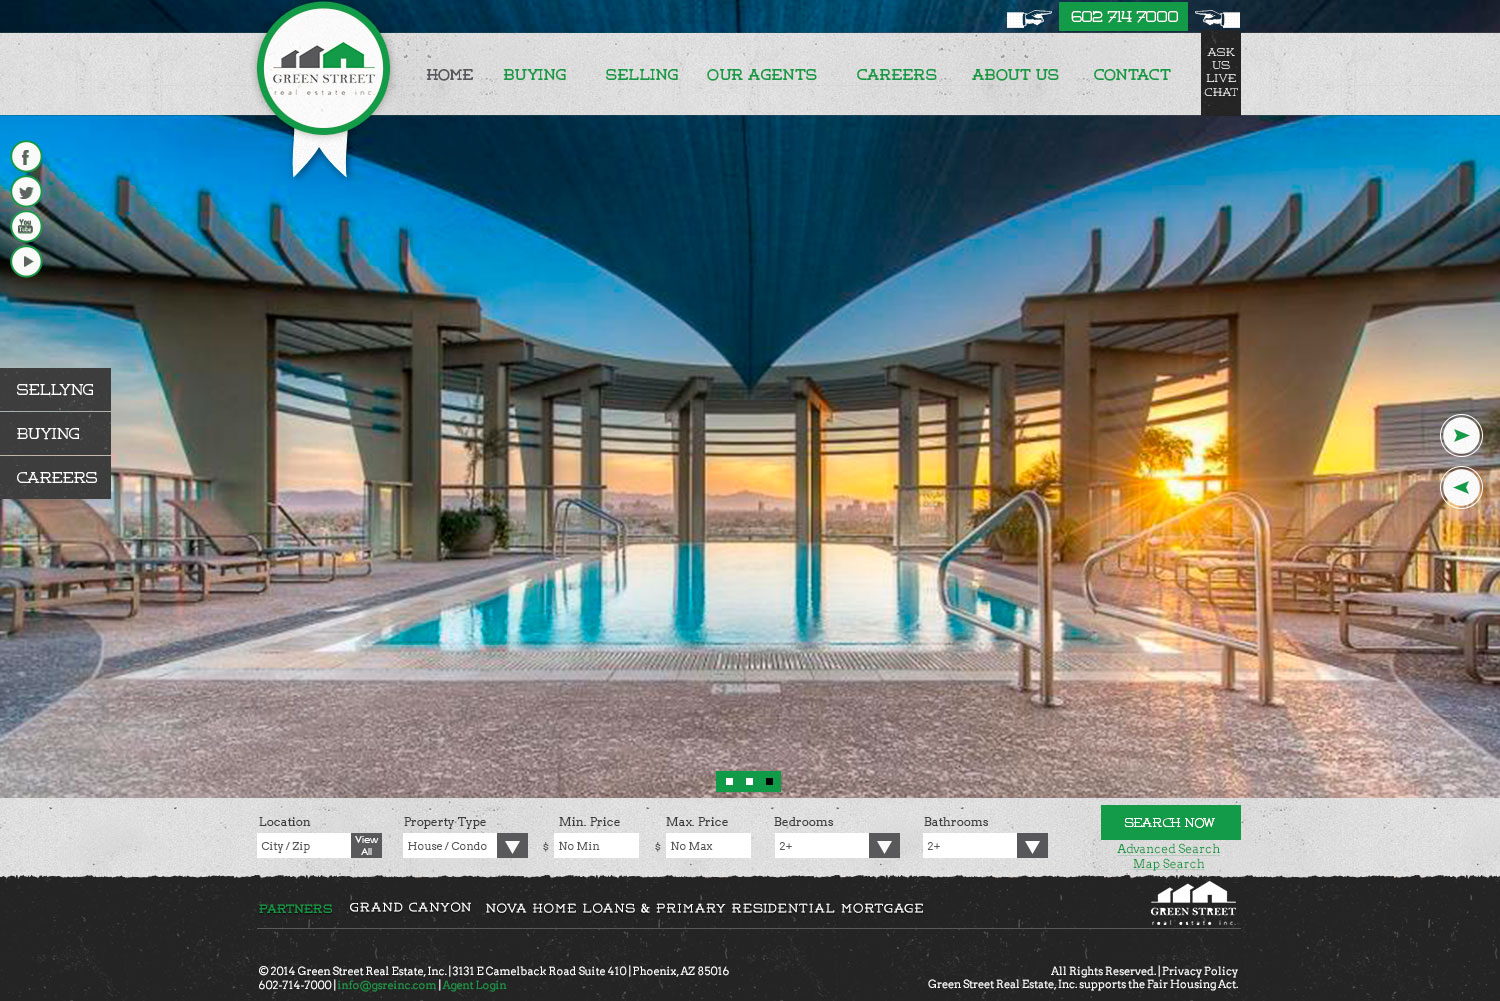 602 714 7000
GREEN STREET
real estate inc.
HOME BUYING SELLING OUR AGENTS CAREERS ABOUT US CONTACT
ASK
US
LIVE
CHAT
You
Tube
SELLYNG
BUYING
CAREERS
Location Property Type Min. Price Max. Price Bedrooms Bathrooms
City / Zip View All House / Condo $ No Min $ No Max 2+ 2+
SEARCH NOW
Advanced Search
Map Search
PARTNERS GRAND CANYON NOVA HOME LOANS & PRIMARY RESIDENTIAL MORTGAGE
GREEN STREET
real estate inc.
© 2014 Green Street Real Estate, Inc. | 3131 E Camelback Road Suite 410 | Phoenix, AZ 85016
602-714-7000 | info@gsreinc.com | Agent Login
All Rights Reserved. | Privacy Policy
Green Street Real Estate, Inc. supports the Fair Housing Act.